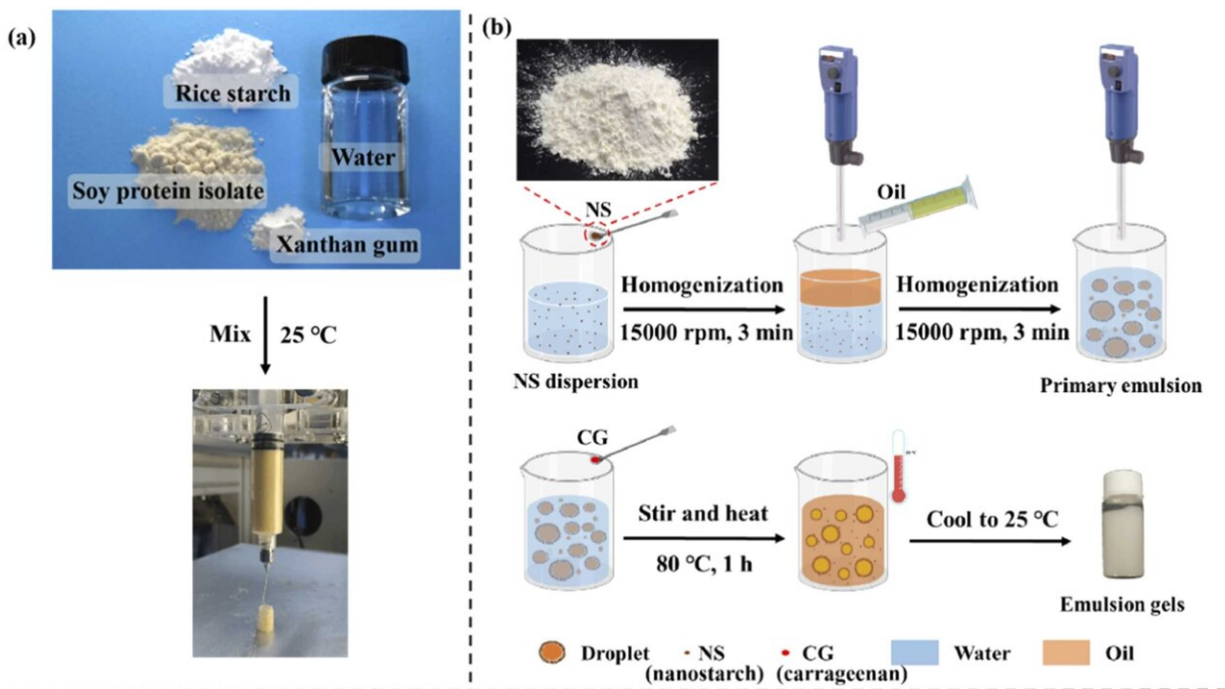 (a)
Rice starch
Water
Soy protein isolate
Xanthan gum
Mix 25 °C
(b)
NS
Oil
Homogenization
15000 rpm, 3 min
Homogenization
15000 rpm, 3 min
NS dispersion
Primary emulsion
CG
Stir and heat
80 °C, 1 h
Cool to 25 °C
Emulsion gels
Droplet
NS
(nanostarch)
CG
(carrageenan)
Water
Oil